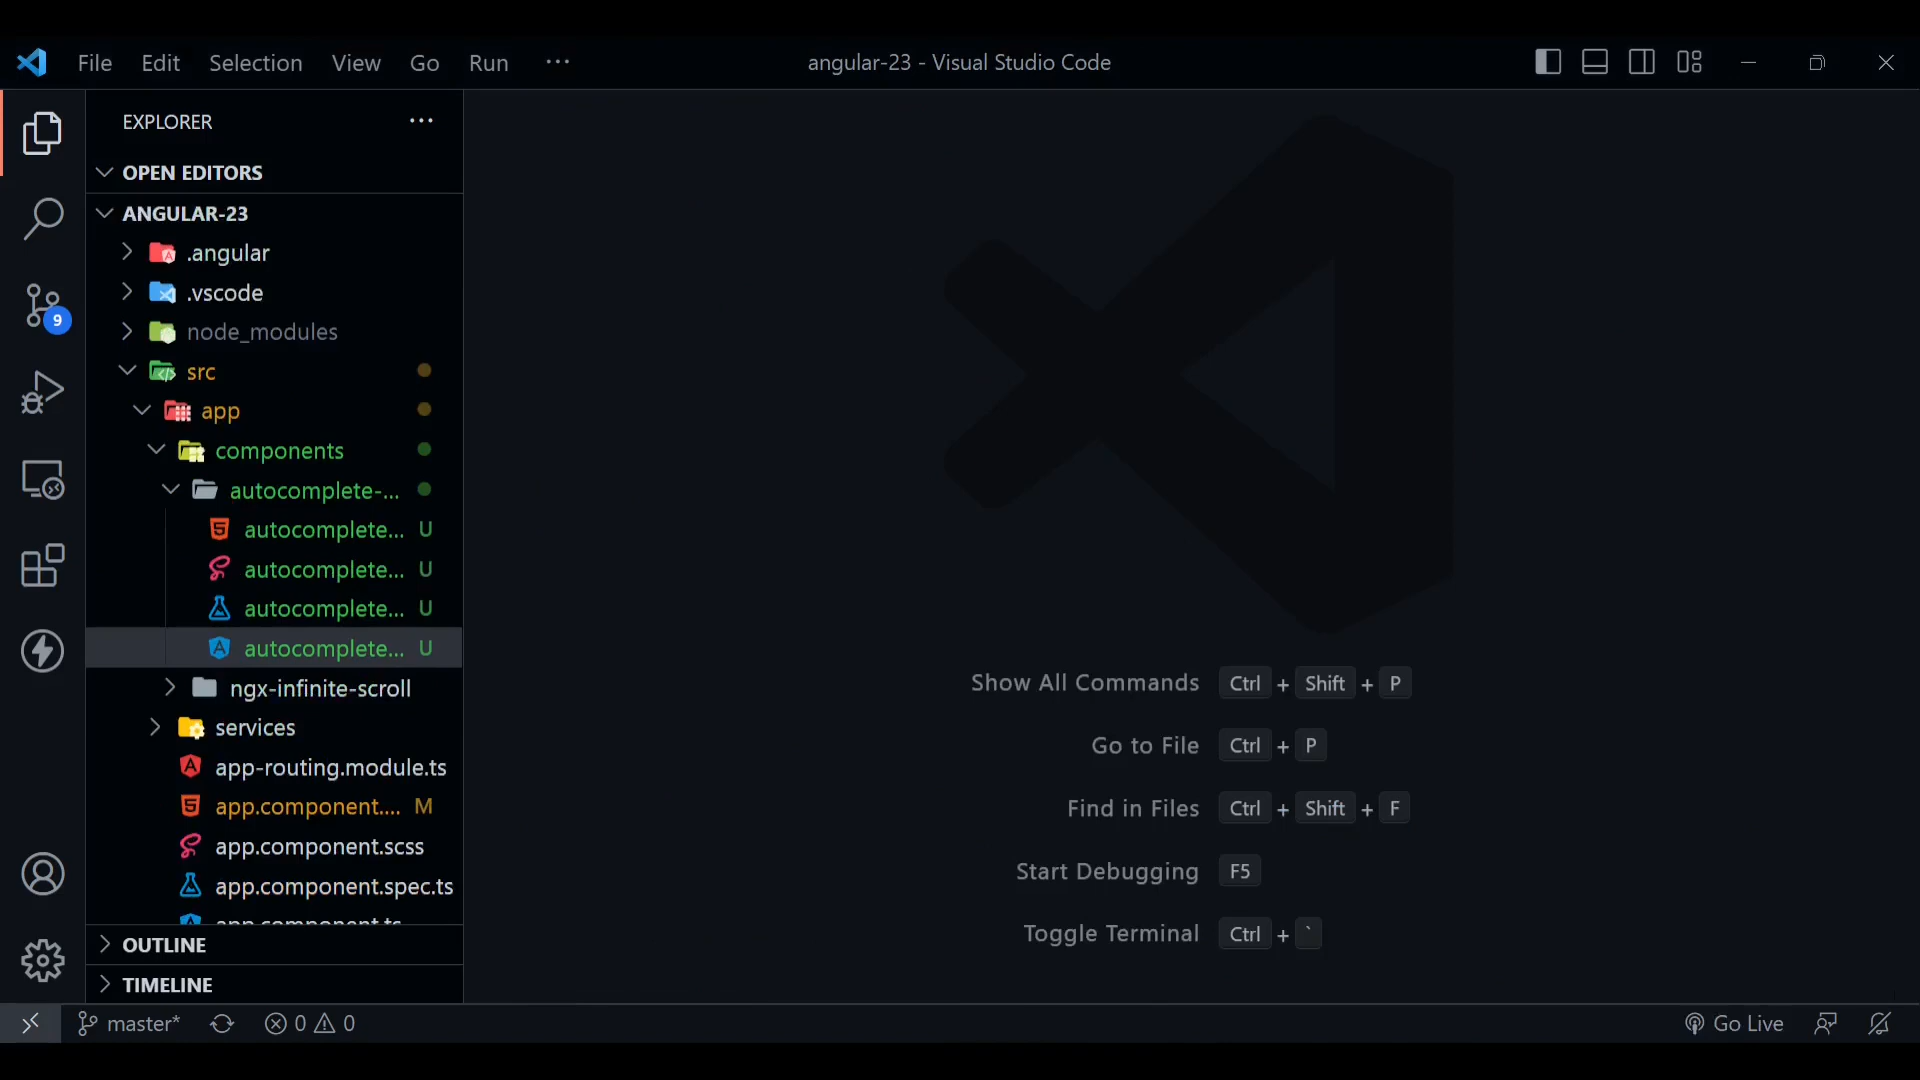 File Edit Selection View Go Run ··· angular-23 - Visual Studio Code
EXPLORER ···
OPEN EDITORS
ANGULAR-23
.angular
.vscode
node_modules
src
app
components
autocomplete-...
autocomplete... U
autocomplete... U
autocomplete... U
autocomplete... U
ngx-infinite-scroll
services
app-routing.module.ts
app.component.... M
app.component.scss
app.component.spec.ts
app.component.ts
OUTLINE
TIMELINE
9
Show All Commands Ctrl + Shift + P
Go to File Ctrl + P
Find in Files Ctrl + Shift + F
Start Debugging F5
Toggle Terminal Ctrl + `
master* 0 0 Go Live